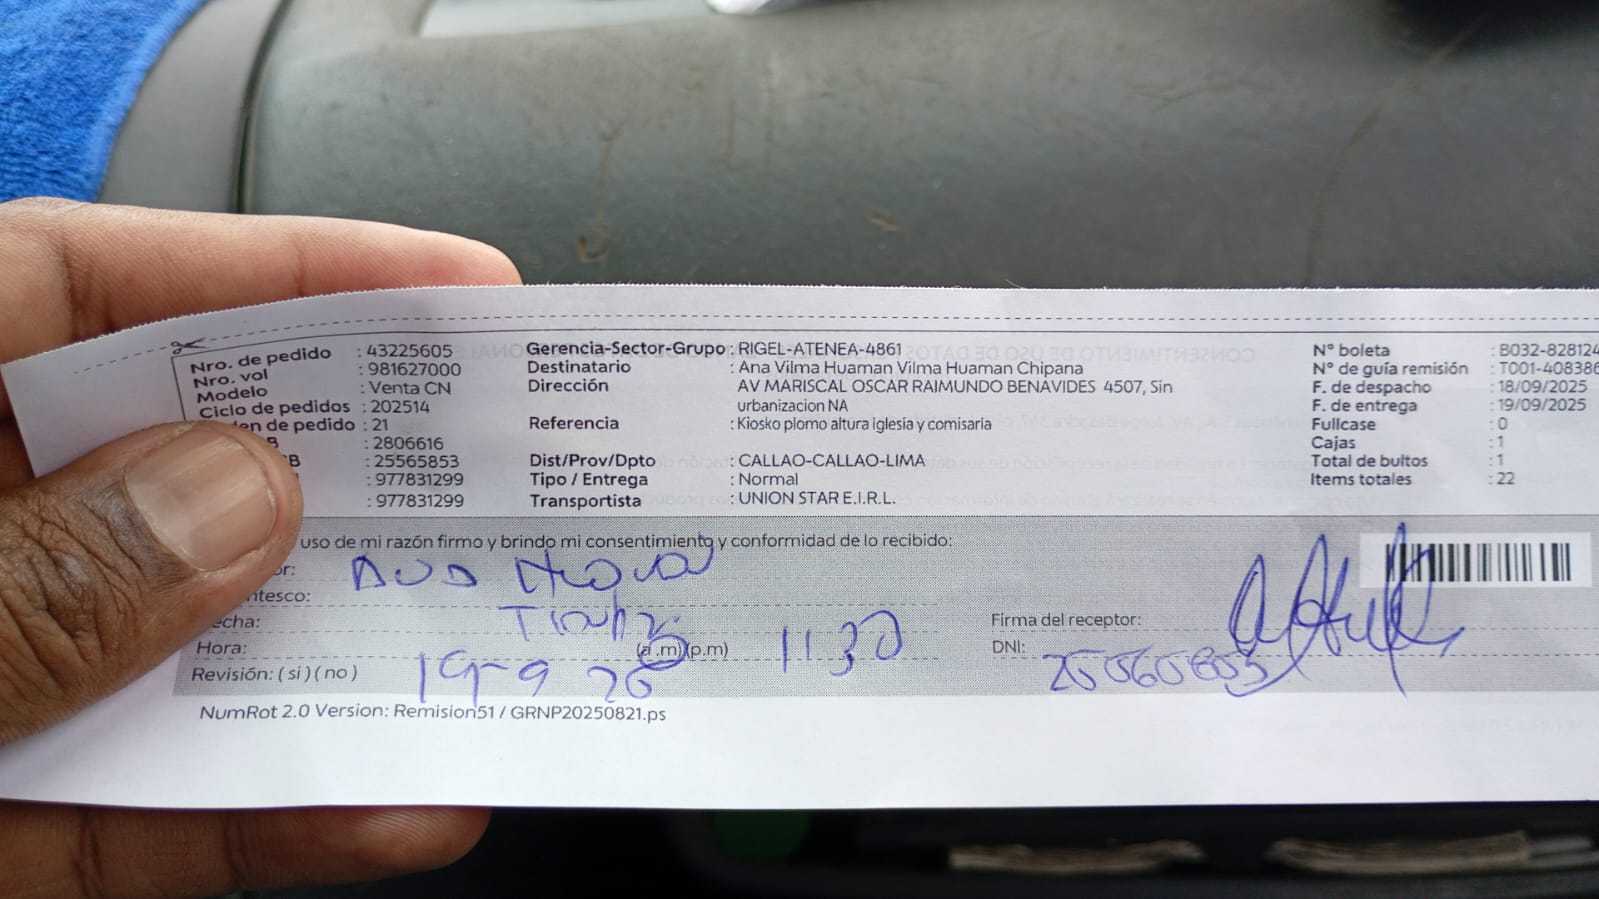 Nro. de pedido : 43225605
Nro. vol : 981627000
Modelo : Venta CN
Ciclo de pedidos : 202514
den de pedido : 21
B : 2806616
B : 25565853
: 977831299
: 977831299
Gerencia-Sector-Grupo : RIGEL-ATENEA-4861
Destinatario : Ana Vilma Huaman Vilma Huaman Chipana
Dirección AV MARISCAL OSCAR RAIMUNDO BENAVIDES 4507, Sin
urbanizacion NA
Referencia : Kiosko plomo altura iglesia y comisaria
Dist/Prov/Dpto : CALLAO-CALLAO-LIMA
Tipo / Entrega : Normal
Transportista : UNION STAR E.I.R.L.
N° boleta : B032-828124
N° de guía remisión : T001-408386
F. de despacho : 18/09/2025
F. de entrega : 19/09/2025
Fullcase : 0
Cajas : 1
Total de bultos : 1
Items totales : 22
uso de mi razón firmo y brindo mi consentimiento y conformidad de lo recibido:
or:
ntesco:
echa:
Hora: (a .m)(p.m) 11:30
Revisión: ( si ) ( no ) 19-9 25
Firma del receptor:
DNI:
NumRot 2.0 Version: Remision51 / GRNP20250821.ps